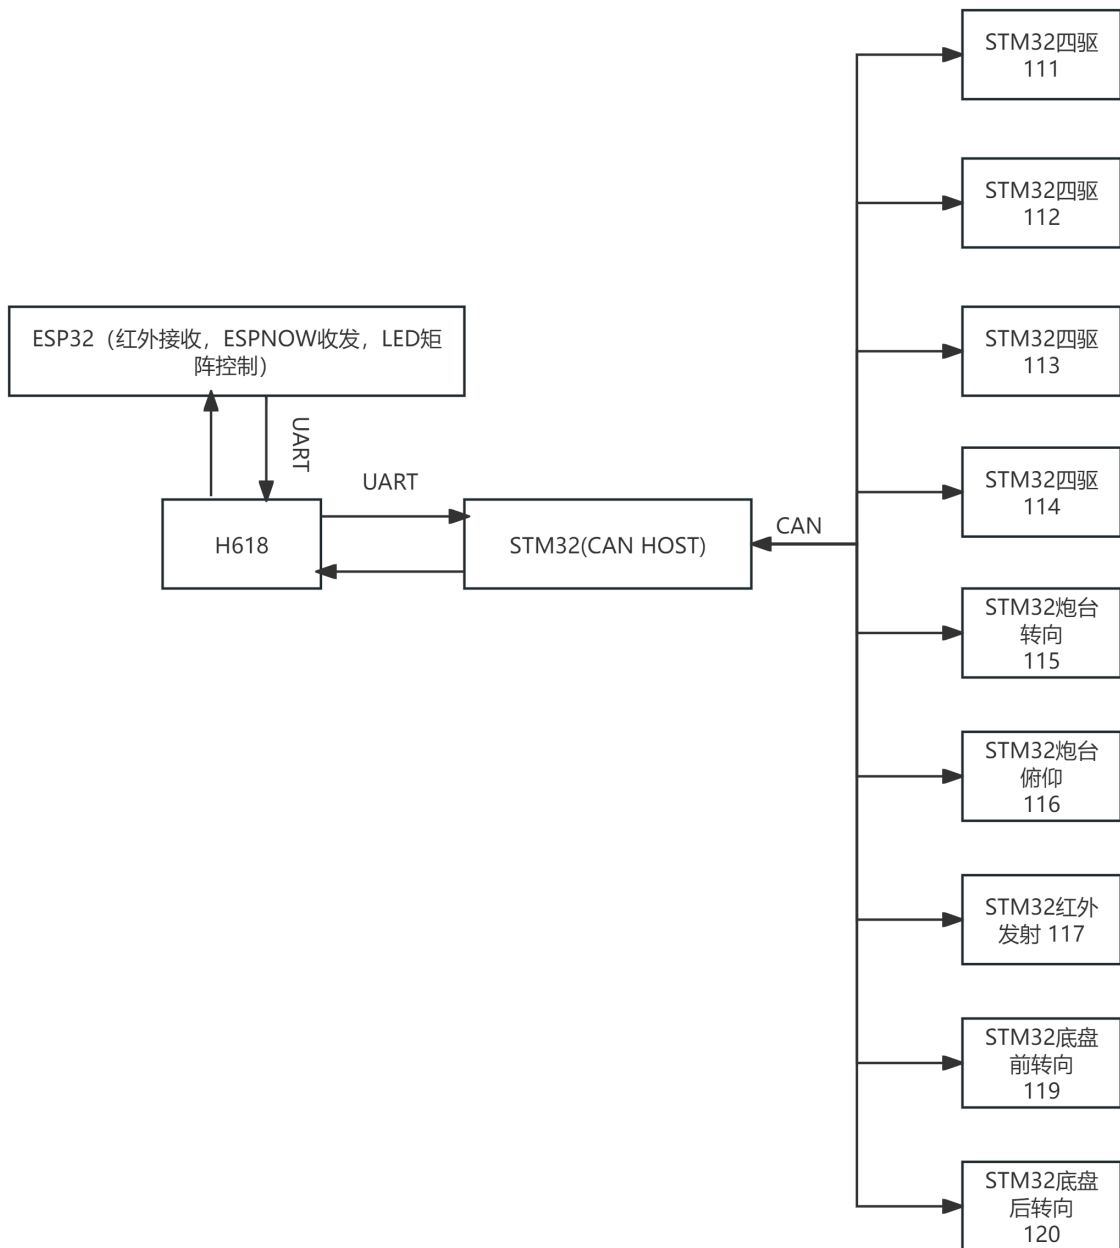 STM32四驱
111
STM32四驱
112
STM32四驱
113
ESP32（红外接收，ESPNOW收发，LED矩
阵控制）
UART
UART
H618
STM32(CAN HOST)
CAN
STM32四驱
114
STM32炮台
转向
115
STM32炮台
俯仰
116
STM32红外
发射 117
STM32底盘
前转向
119
STM32底盘
后转向
120